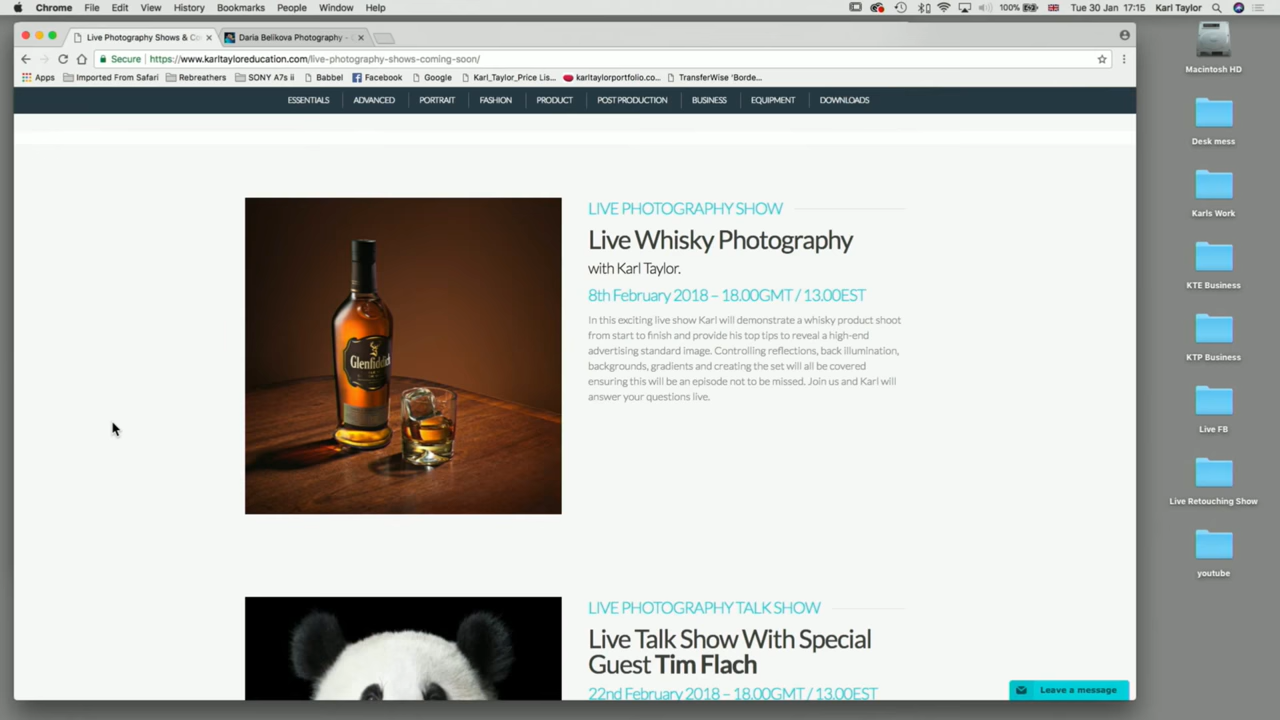 Chrome File Edit View History Bookmarks People Window Help 100% Tue 30 Jan 17:15 Karl Taylor
Live Photography Shows & Co
Daria Belikova Photography -
Secure https://www.karltayloreducation.com/live-photography-shows-coming-soon/
Apps Imported From Safari Rebreathers SONY A7s ii Babbel Facebook Google Karl_Taylor_Price Lis... karltaylorportfolio.co... TransferWise 'Borde...
ESSENTIALS ADVANCED PORTRAIT FASHION PRODUCT POST PRODUCTION BUSINESS EQUIPMENT DOWNLOADS
LIVE PHOTOGRAPHY SHOW
Live Whisky Photography
with Karl Taylor.
8th February 2018 – 18.00GMT / 13.00EST
In this exciting live show Karl will demonstrate a whisky product shoot
from start to finish and provide his top tips to reveal a high-end
advertising standard image. Controlling reflections, back illumination,
backgrounds, gradients and creating the set will all be covered
ensuring this will be an episode not to be missed. Join us and Karl will
answer your questions live.
Glenfiddich
LIVE PHOTOGRAPHY TALK SHOW
Live Talk Show With Special
Guest Tim Flach
22nd February 2018 – 18.00GMT / 13.00EST
Leave a message
Macintosh HD
Desk mess
Karls Work
KTE Business
KTP Business
Live FB
Live Retouching Show
youtube